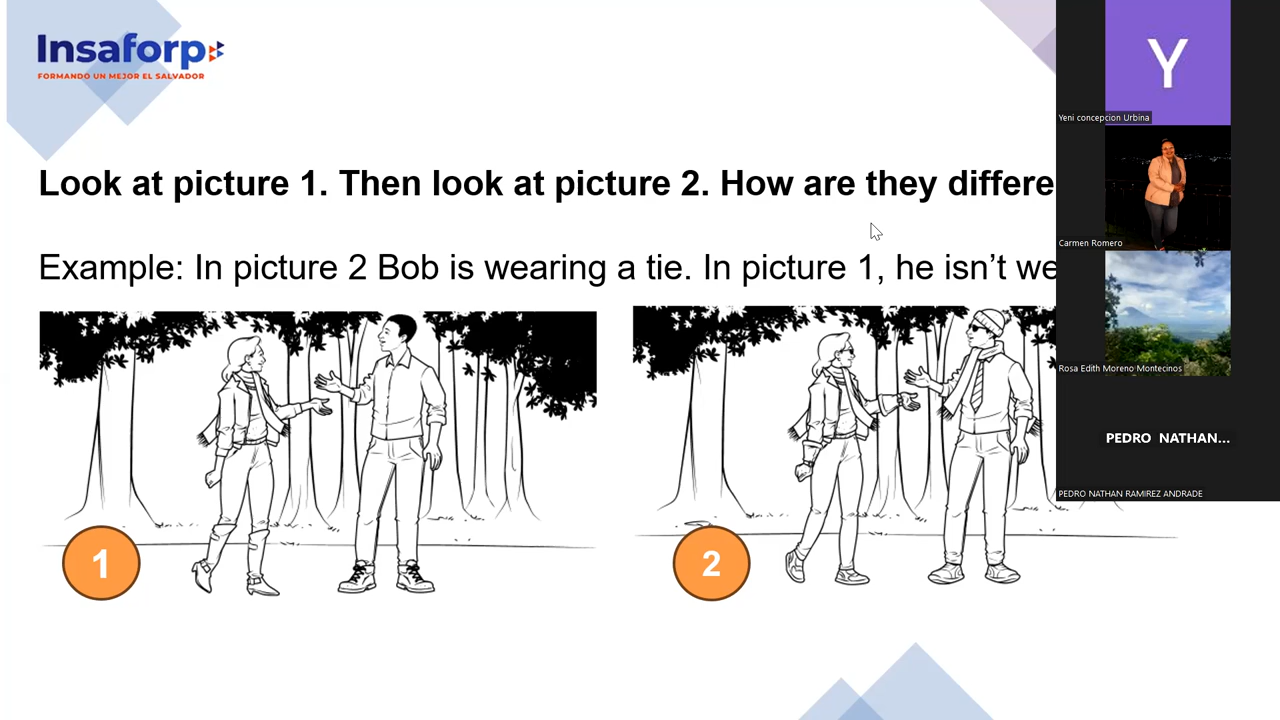 Insaforp
FORMANDO UN MEJOR EL SALVADOR
Look at picture 1. Then look at picture 2. How are they differe
Example: In picture 2 Bob is wearing a tie. In picture 1, he isn’t we
1
2
Y
Yeni concepcion Urbina
Carmen Romero
Rosa Edith Moreno Montecinos
PEDRO NATHAN...
PEDRO NATHAN RAMIREZ ANDRADE